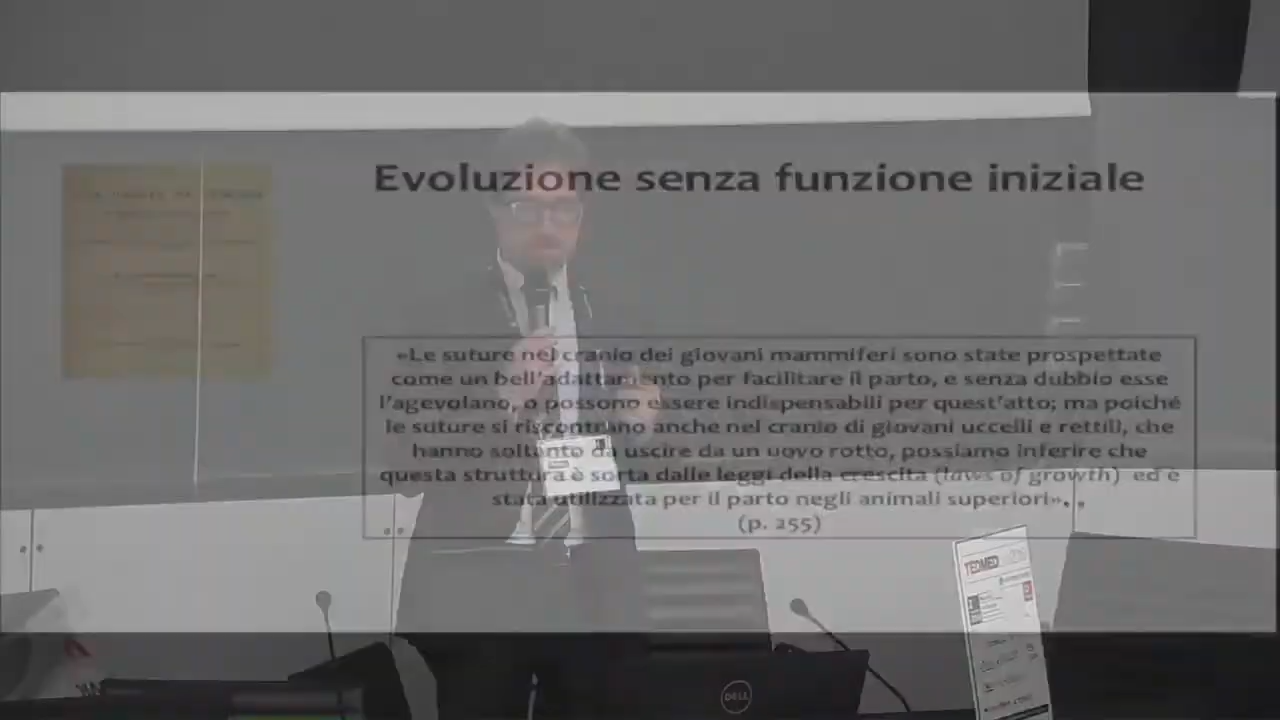 Evoluzione senza funzione iniziale
«Le suture nel cranio dei giovani mammiferi sono state prospettate
come un bell'adattamento per facilitare il parto, e senza dubbio esse
l'agevolano, o possono essere indispensabili per quest'atto; ma poiché
le suture si riscontrano anche nel cranio di giovani uccelli e rettili, che
hanno soltanto da uscire da un uovo rotto, possiamo inferire che
questa struttura è sorta dalle leggi della crescita (laws of growth) ed è
stata utilizzata per il parto negli animali superiori»..
(p. 255)
TEDMED
DELL